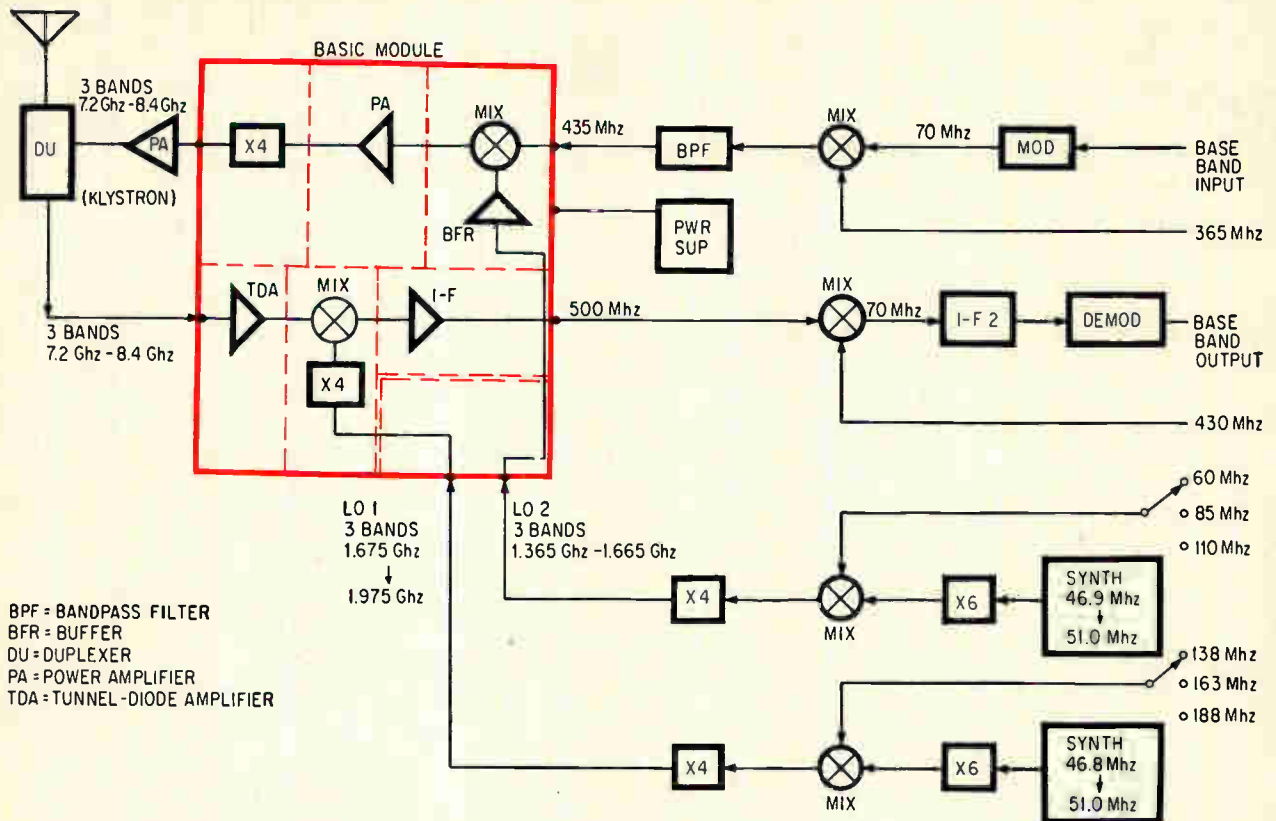 BASIC MODULE
3 BANDS
7.2 Ghz-8.4 Ghz
DU
PA
(KLYSTRON)
X4
PA
MIX
BFR
435 Mhz
BPF
MIX
70 Mhz
MOD
BASE
BAND
INPUT
PWR
SUP
365 Mhz
TDA
MIX
I-F
X4
3 BANDS
7.2 Ghz-8.4 Ghz
500 Mhz
MIX
70 Mhz
I-F 2
DEMOD
BASE
BAND
OUTPUT
430 Mhz
LO 1
3 BANDS
1.675 Ghz
1.975 Ghz
LO 2
3 BANDS
1.365 Ghz -1.665 Ghz
60 Mhz
85 Mhz
110 Mhz
X4
MIX
X6
SYNTH
46.9 Mhz
51.0 Mhz
138 Mhz
163 Mhz
188 Mhz
X4
MIX
X6
SYNTH
46.8 Mhz
51.0 Mhz
BPF = BANDPASS FILTER
BFR = BUFFER
DU = DUPLEXER
PA = POWER AMPLIFIER
TDA = TUNNEL-DIODE AMPLIFIER